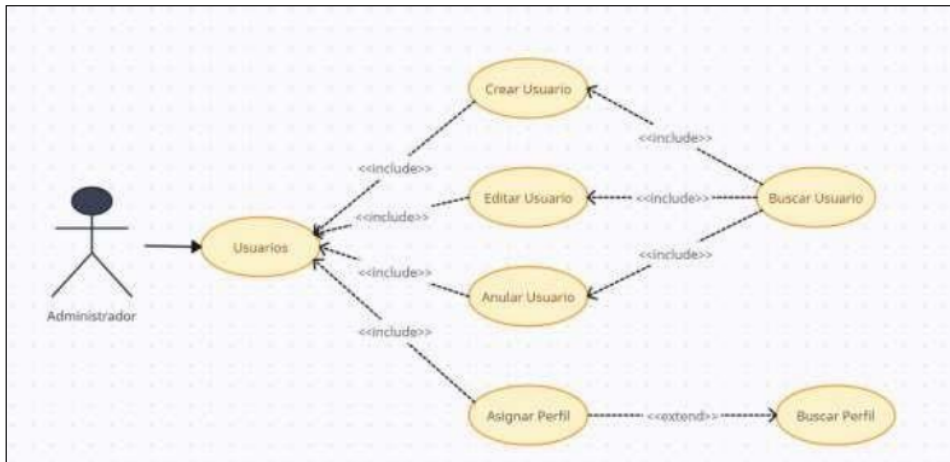 Crear Usuario
<<include>>
<<include>>
Editar Usuario
<<include>>
Buscar Usuario
<<include>>
Usuarios
<<include>>
<<include>>
Anular Usuario
Administrador
<<include>>
Asignar Perfil
<<extend>>
Buscar Perfil